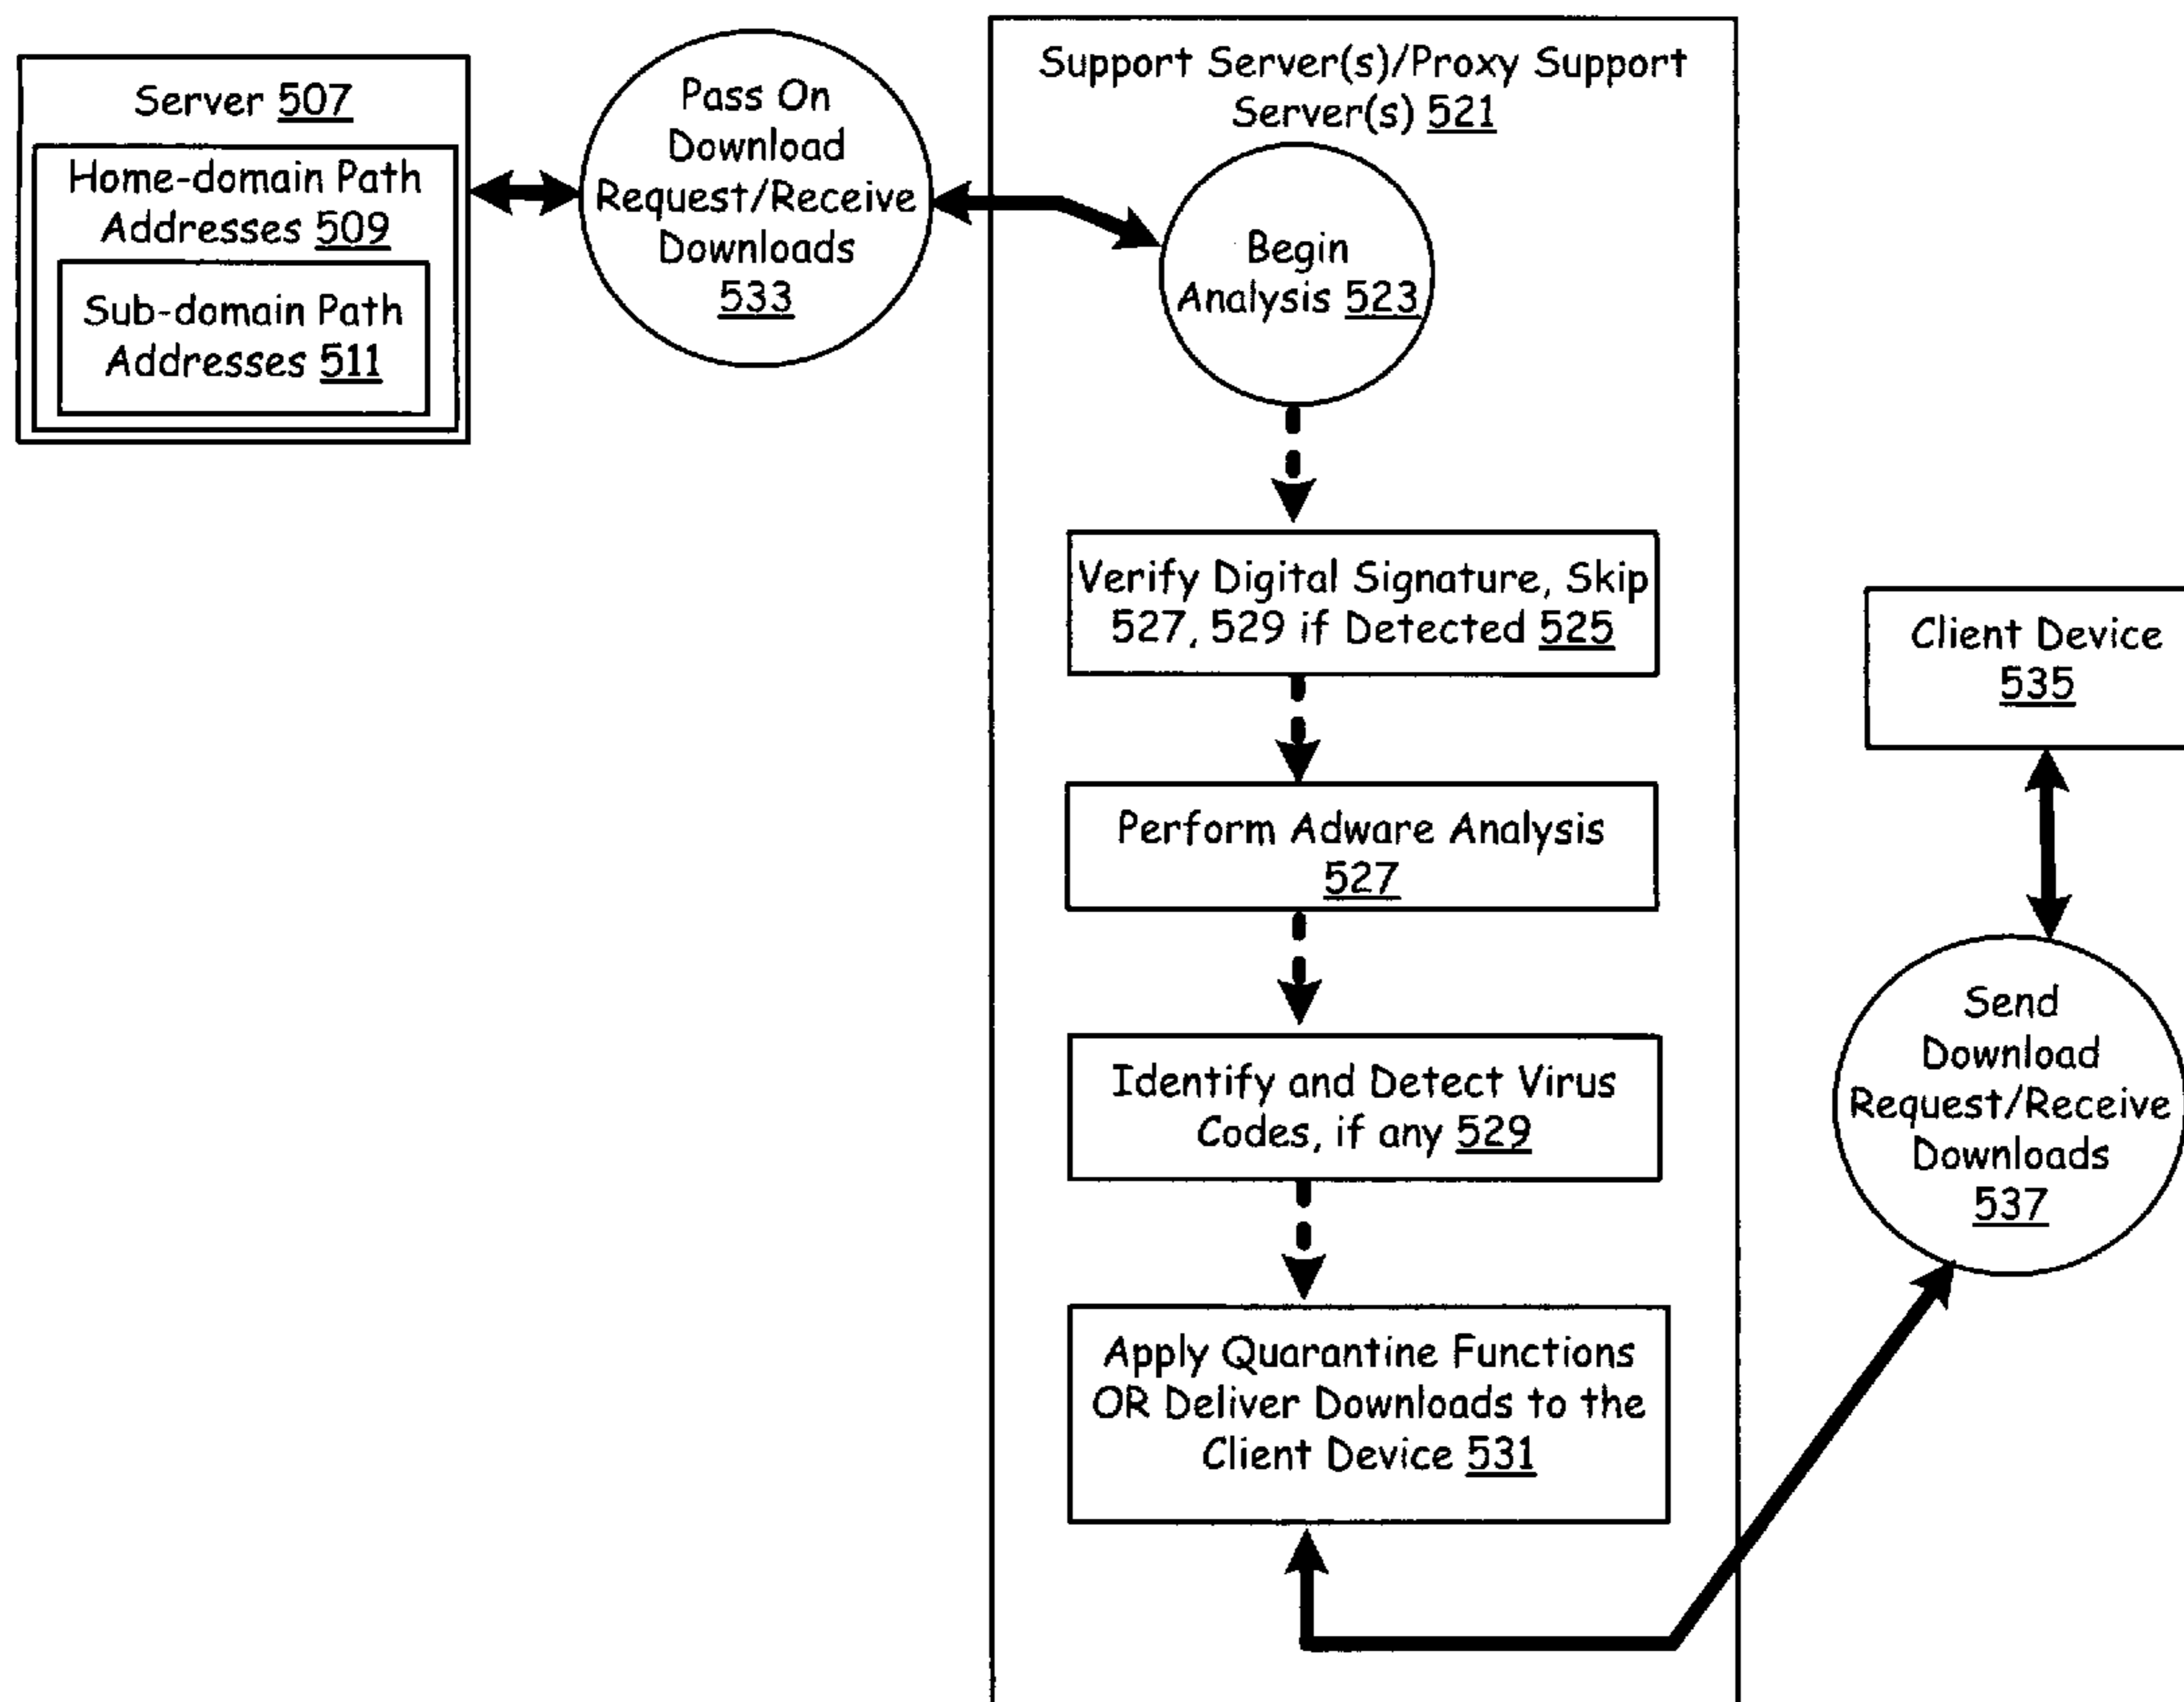 Server 507
Home-domain Path
Addresses 509
Sub-domain Path
Addresses 511
Pass On
Download
Request/Receive
Downloads
533
Support Server(s)/Proxy Support
Server(s) 521
Begin
Analysis 523
Verify Digital Signature, Skip
527, 529 if Detected 525
Perform Adware Analysis
527
Identify and Detect Virus
Codes, if any 529
Apply Quarantine Functions
OR Deliver Downloads to the
Client Device 531
Client Device
535
Send
Download
Request/Receive
Downloads
537